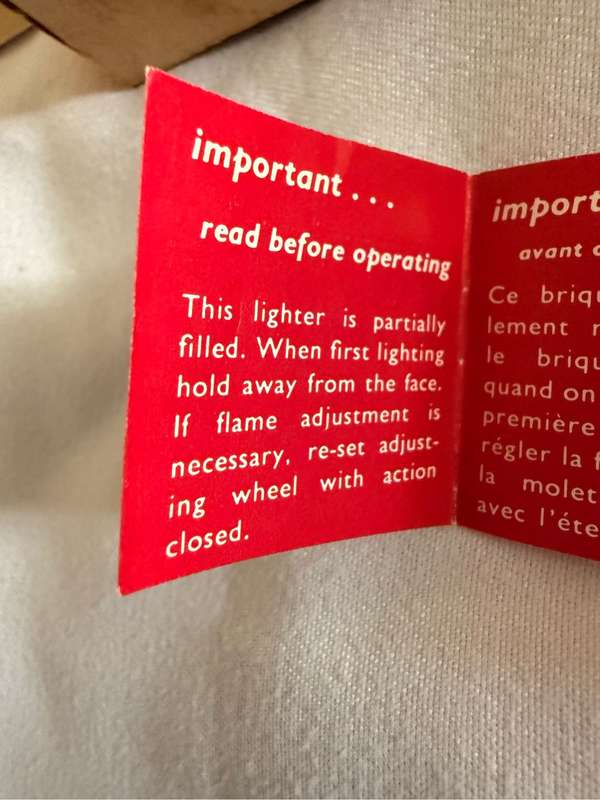 important . . .
read before operating
This lighter is partially
filled. When first lighting
hold away from the face.
If flame adjustment is
necessary, re-set adjust-
ing wheel with action
closed.
import
avant
Ce briqu
lement
le briqu
quand on
première
régler la f
la molet
avec l'éte